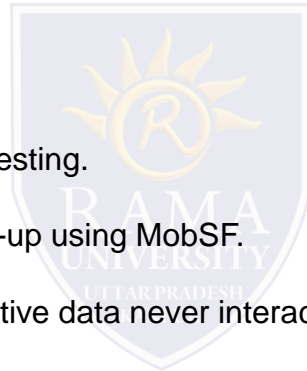 esting.
RAMA
-up using MobSF.
UNIVERSITY
UTTAR PRADESH
tive data never interac